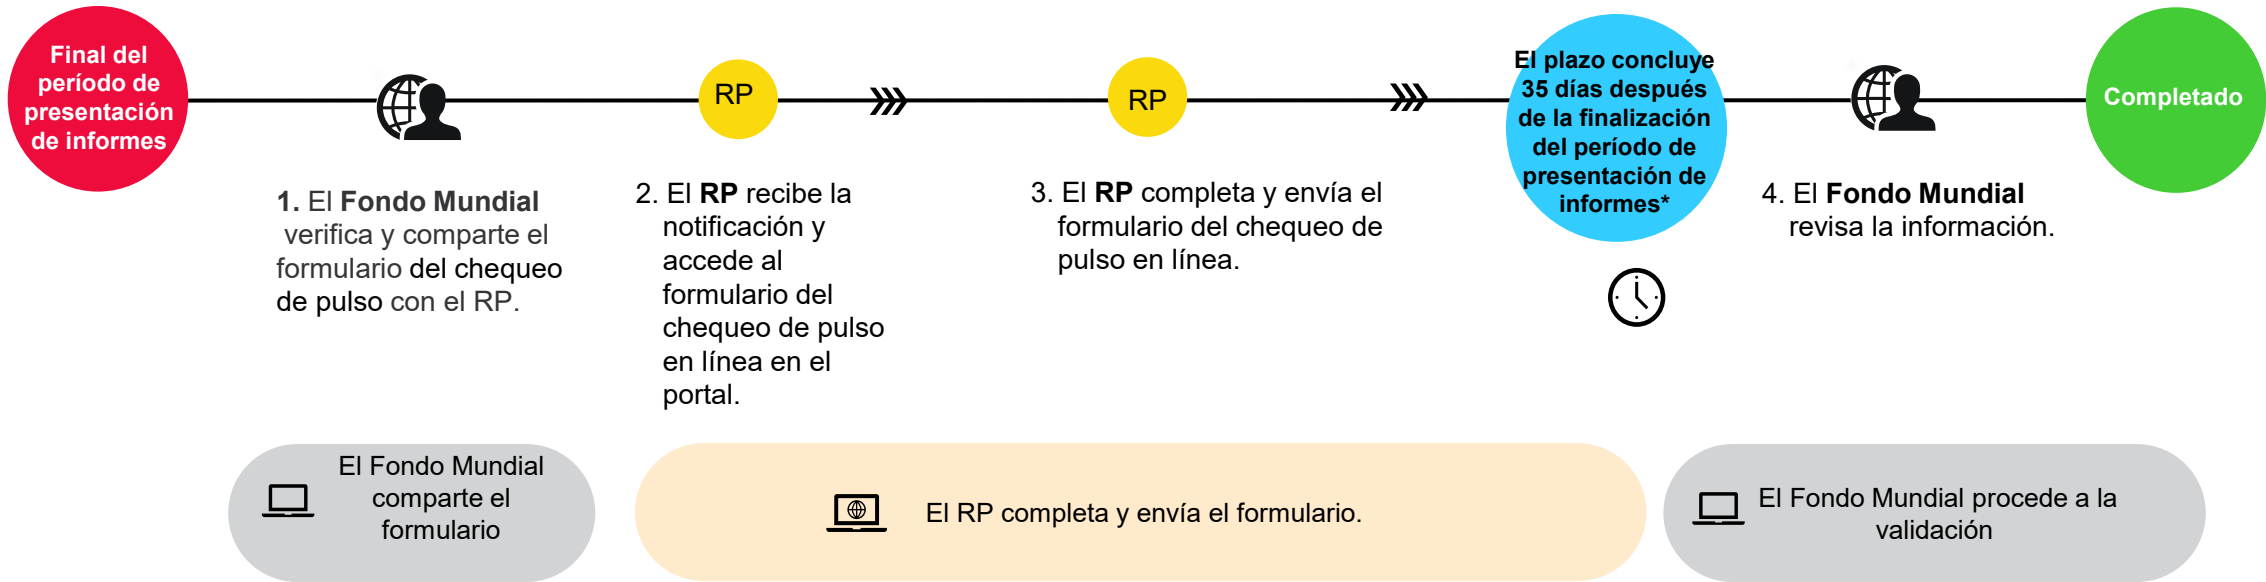 Final del
período de
presentación
de informes
RP
RP
El plazo concluye
35 días después
de la finalización
del período de
presentación de
informes*
Completado
1. El Fondo Mundial
verifica y comparte el
formulario del chequeo
de pulso con el RP.
2. El RP recibe la
notificación y
accede al
formulario del
chequeo de pulso
en línea en el
portal.
3. El RP completa y envía el
formulario del chequeo de
pulso en línea.
4. El Fondo Mundial
revisa la información.
El Fondo Mundial
comparte el
formulario
El RP completa y envía el formulario.
El Fondo Mundial procede a la
validación